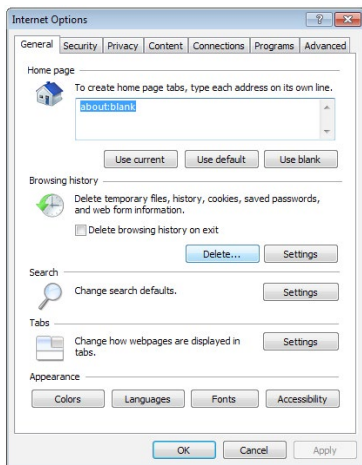 Internet Options
General Security Privacy Content Connections Programs Advanced
Home page
To create home page tabs, type each address on its own line.
about:blank
Use current Use default Use blank
Browsing history
Delete temporary files, history, cookies, saved passwords,
and web form information.
Delete browsing history on exit
Delete... Settings
Search
Change search defaults. Settings
Tabs
Change how webpages are displayed in
tabs. Settings
Appearance
Colors Languages Fonts Accessibility
OK Cancel Apply